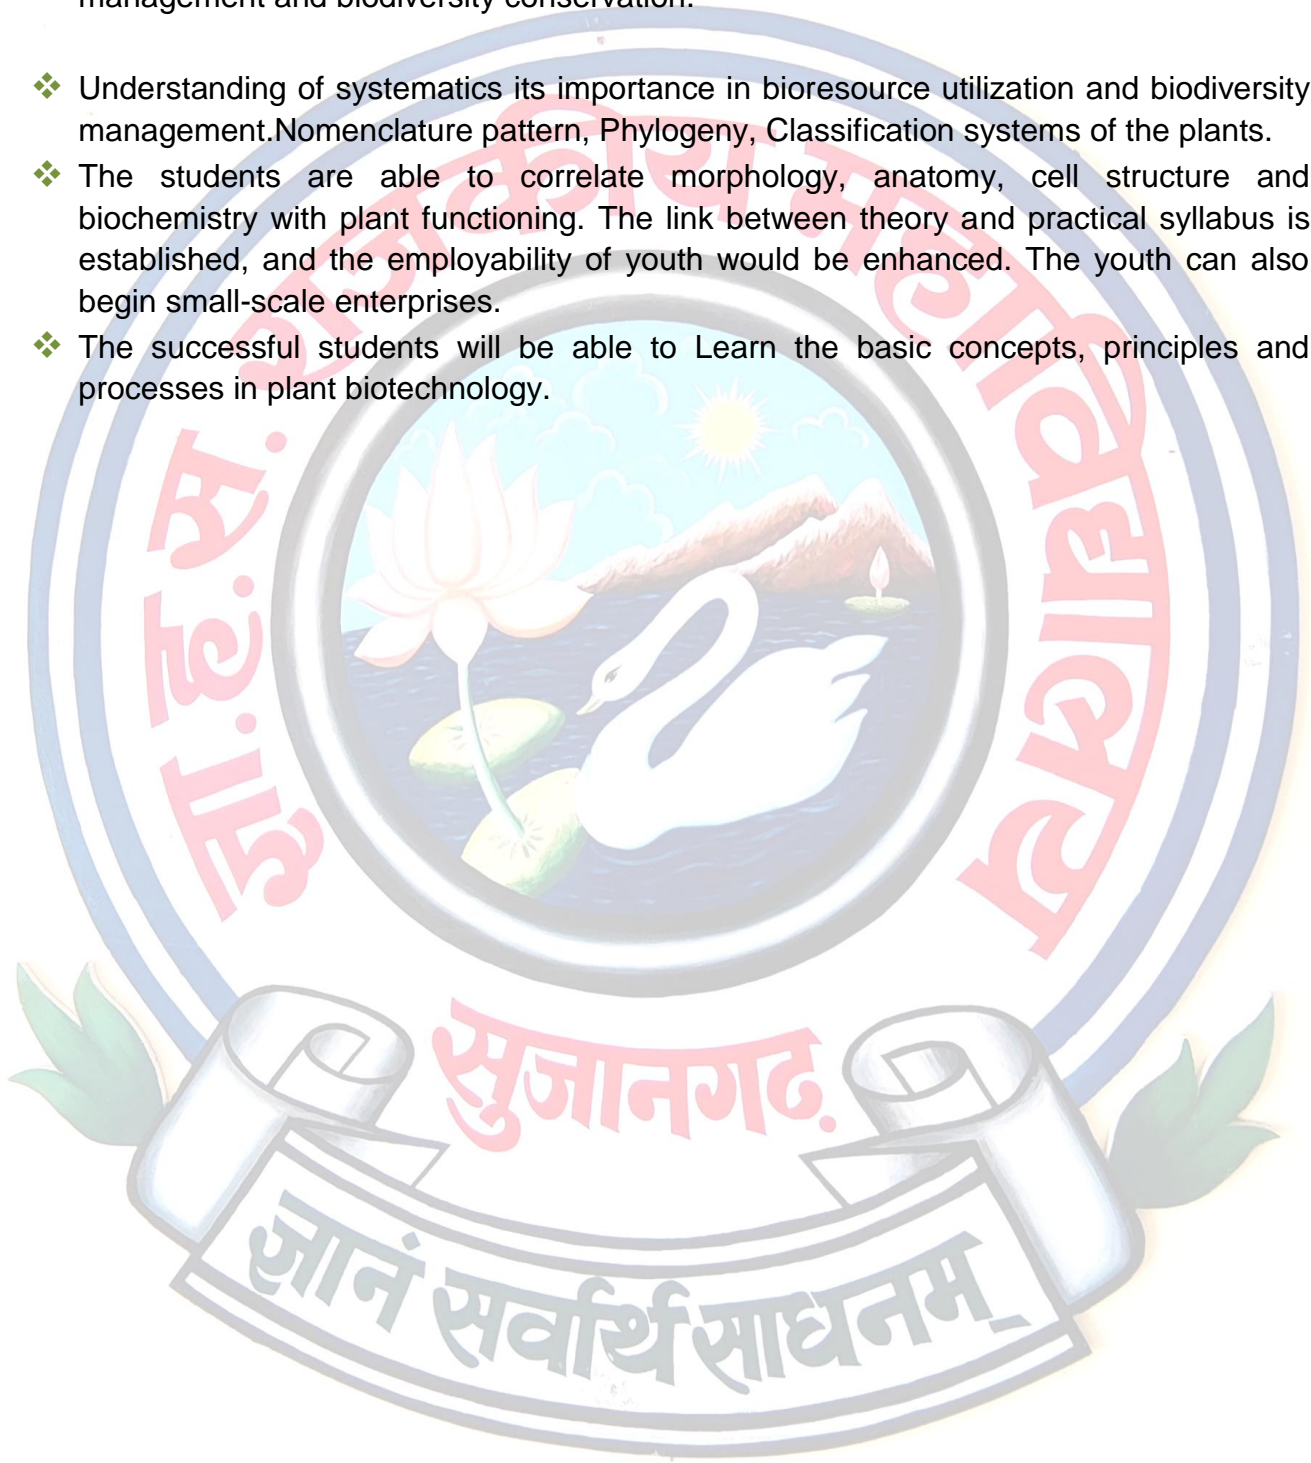 management and biodiversity conservation.
❖ Understanding of systematics its importance in bioresource utilization and biodiversity
management.Nomenclature pattern, Phylogeny, Classification systems of the plants.
❖ The students are able to correlate morphology, anatomy, cell structure and
biochemistry with plant functioning. The link between theory and practical syllabus is
established, and the employability of youth would be enhanced. The youth can also
begin small-scale enterprises.
❖ The successful students will be able to Learn the basic concepts, principles and
processes in plant biotechnology.
झा.ह.स. राजकीय महाविद्यालय
सुजानगढ़
ज्ञानं सर्वार्थ साधनम्